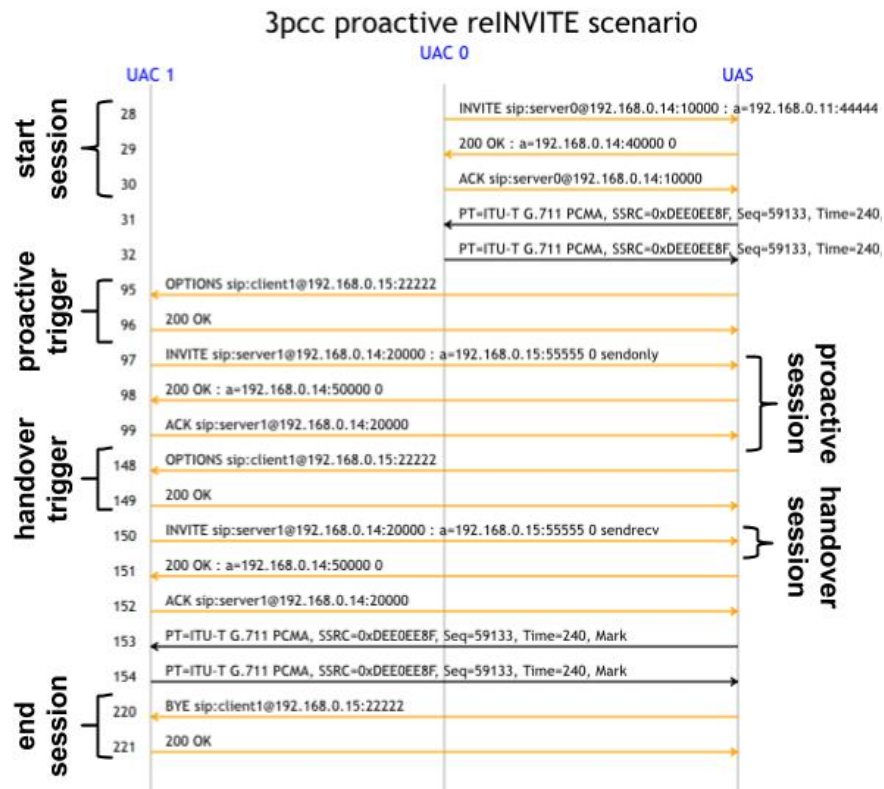 3pcc proactive reINVITE scenario
UAC 0
UAC 1
UAS
start session
28
INVITE sip:server0@192.168.0.14:10000 : a=192.168.0.11:44444
29
200 OK : a=192.168.0.14:40000 0
30
ACK sip:server0@192.168.0.14:10000
31
PT=ITU-T G.711 PCMA, SSRC=0xDEE0EE8F, Seq=59133, Time=240,
32
PT=ITU-T G.711 PCMA, SSRC=0xDEE0EE8F, Seq=59133, Time=240,
proactive trigger
95
OPTIONS sip:client1@192.168.0.15:22222
96
200 OK
97
INVITE sip:server1@192.168.0.14:20000 : a=192.168.0.15:55555 0 sendonly
proactive session
98
200 OK : a=192.168.0.14:50000 0
99
ACK sip:server1@192.168.0.14:20000
handover trigger
148
OPTIONS sip:client1@192.168.0.15:22222
149
200 OK
handover session
150
INVITE sip:server1@192.168.0.14:20000 : a=192.168.0.15:55555 0 sendrecv
151
200 OK : a=192.168.0.14:50000 0
152
ACK sip:server1@192.168.0.14:20000
153
PT=ITU-T G.711 PCMA, SSRC=0xDEE0EE8F, Seq=59133, Time=240, Mark
154
PT=ITU-T G.711 PCMA, SSRC=0xDEE0EE8F, Seq=59133, Time=240, Mark
end session
220
BYE sip:client1@192.168.0.15:22222
221
200 OK